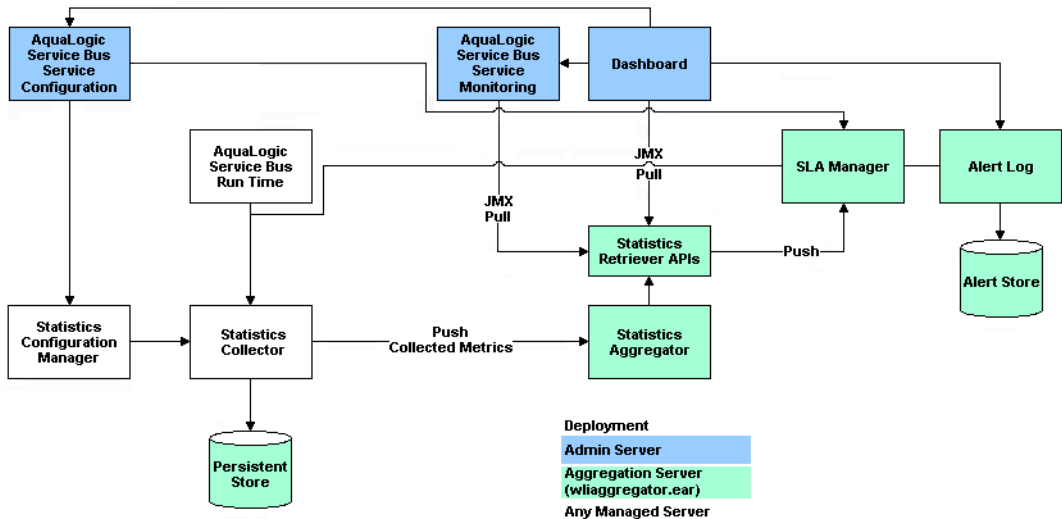 AquaLogic
Service Bus
Service
Configuration
AquaLogic
Service Bus
Service
Monitoring
Dashboard
AquaLogic
Service Bus
Run Time
JMX
Pull
JMX
Pull
SLA Manager
Alert Log
Statistics
Retriever APIs
Push
Alert Store
Statistics
Configuration
Manager
Statistics
Collector
Push
Collected Metrics
Statistics
Aggregator
Persistent
Store
Deployment
Admin Server
Aggregation Server
(wliaggregator.ear)
Any Managed Server